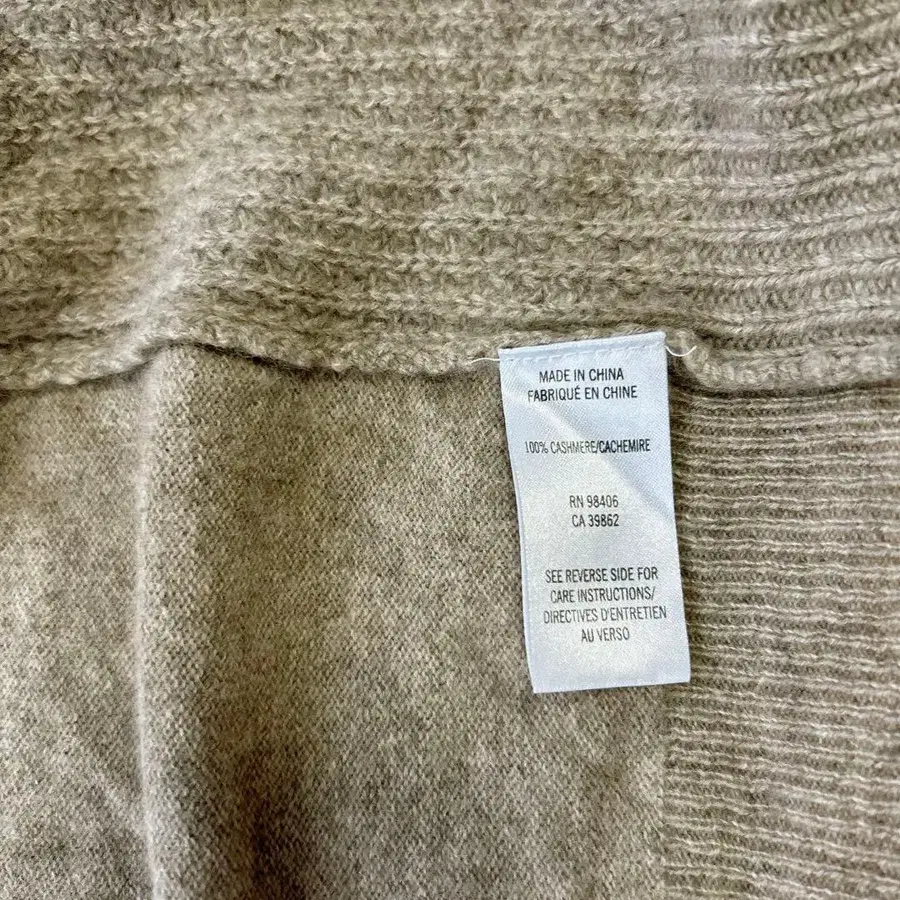 MADE IN CHINA
FABRIQUÉ EN CHINE
100% CASHMERE/CACHEMIRE
RN 98406
CA 39862
SEE REVERSE SIDE FOR
CARE INSTRUCTIONS/
DIRECTIVES D'ENTRETIEN
AU VERSO